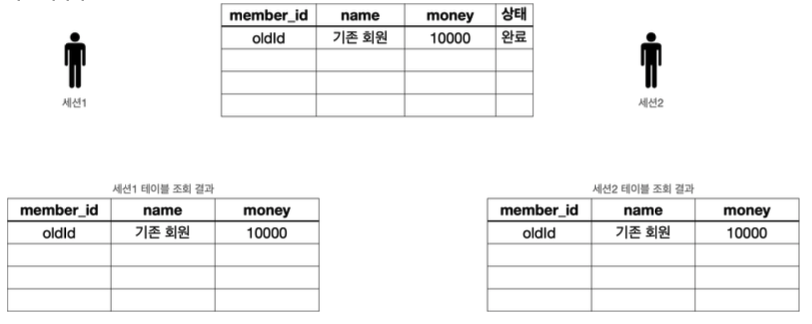 member_id name money 상태
oldId 기존 회원 10000 완료
세션1 세션2
세션1 테이블 조회 결과 세션2 테이블 조회 결과
member_id name money member_id name money
oldId 기존 회원 10000 oldId 기존 회원 10000